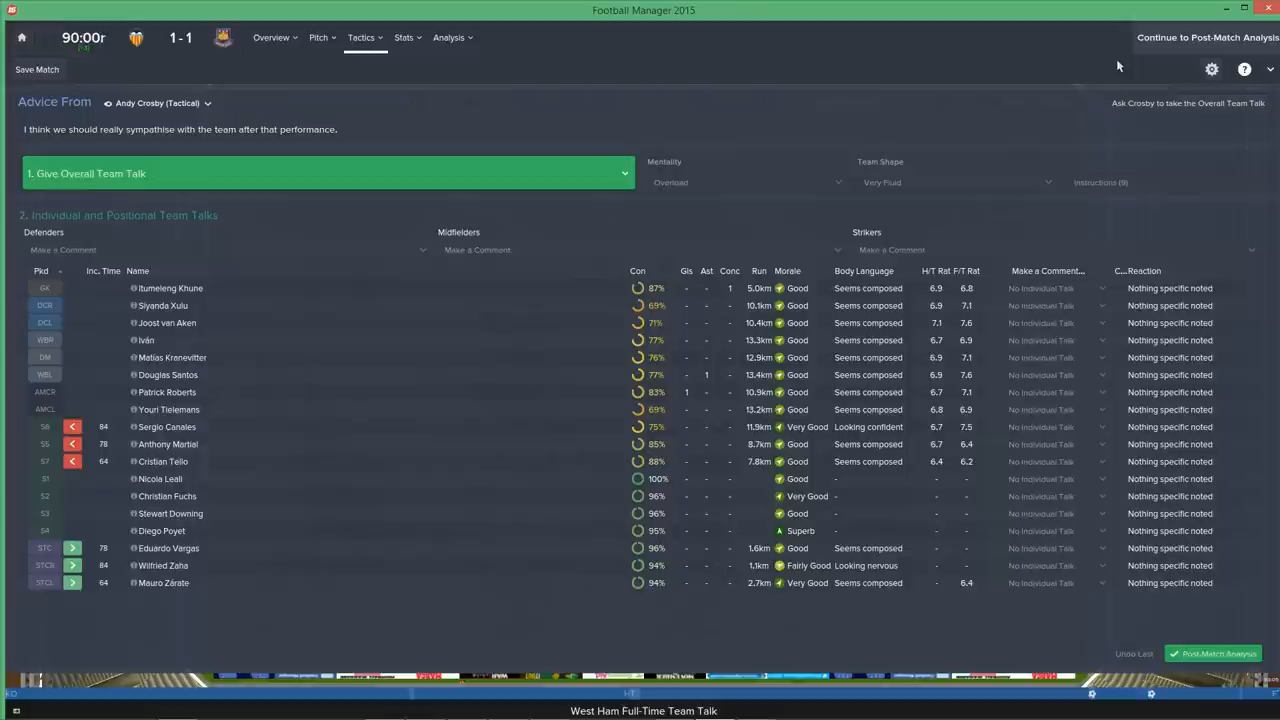 Football Manager 2015
90:00r
[+3]
1 - 1
Overview
Pitch
Tactics
Stats
Analysis
Continue to Post-Match Analysis
Save Match
Advice From
Andy Crosby (Tactical)
Ask Crosby to take the Overall Team Talk
I think we should really sympathise with the team after that performance.
1. Give Overall Team Talk
Mentality
Overload
Team Shape
Very Fluid
Instructions (9)
2. Individual and Positional Team Talks
Defenders
Midfielders
Strikers
Make a Comment
Make a Comment
Make a Comment
Pkd Inc. Time Name Con Gls Ast Conc Run Morale Body Language H/T Rat F/T Rat Make a Comment... C... Reaction
GK Itumeleng Khune 87% - - 1 5.0km Good Seems composed 6.9 6.8 No Individual Talk Nothing specific noted
DCR Siyanda Xulu 69% - - - 10.1km Good Seems composed 6.9 7.1 No Individual Talk Nothing specific noted
DCL Joost van Aken 71% - - - 10.4km Good Seems composed 7.1 7.6 No Individual Talk Nothing specific noted
WBR Iván 77% - - - 13.3km Good Seems composed 6.7 6.9 No Individual Talk Nothing specific noted
DM Matías Kranevitter 76% - - - 12.9km Good Seems composed 6.9 7.1 No Individual Talk Nothing specific noted
WBL Douglas Santos 77% - 1 - 13.4km Good Seems composed 6.9 7.6 No Individual Talk Nothing specific noted
AMCR Patrick Roberts 83% 1 - - 10.9km Good Seems composed 6.7 7.1 No Individual Talk Nothing specific noted
AMCL Youri Tielemans 69% - - - 13.2km Good Seems composed 6.8 6.9 No Individual Talk Nothing specific noted
S6 84 Sergio Canales 75% - - - 11.9km Very Good Looking confident 6.7 7.5 No Individual Talk Nothing specific noted
S5 78 Anthony Martial 85% - - - 8.7km Good Seems composed 6.7 6.4 No Individual Talk Nothing specific noted
S7 64 Cristian Tello 88% - - - 7.8km Good Seems composed 6.4 6.2 No Individual Talk Nothing specific noted
S1 Nicola Leali 100% Good - - - No Individual Talk Nothing specific noted
S2 Christian Fuchs 96% Very Good - - - No Individual Talk Nothing specific noted
S3 Stewart Downing 96% Good - - - No Individual Talk Nothing specific noted
S4 Diego Poyet 95% Superb - - - No Individual Talk Nothing specific noted
STC 78 Eduardo Vargas 96% - - - 1.6km Good Seems composed - - No Individual Talk Nothing specific noted
STCR 84 Wilfried Zaha 94% - - - 1.1km Fairly Good Looking nervous - - No Individual Talk Nothing specific noted
STCL 64 Mauro Zárate 94% - - - 2.7km Very Good Seems composed - 6.4 No Individual Talk Nothing specific noted
Undo Last
Post-Match Analysis
KO
HT
FT
West Ham Full-Time Team Talk